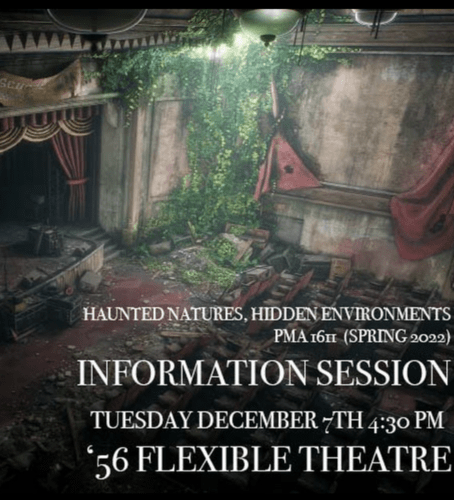 HAUNTED NATURES, HIDDEN ENVIRONMENTS
PMA 1611 (SPRING 2022)
INFORMATION SESSION
TUESDAY DECEMBER 7TH 4:30 PM
‘56 FLEXIBLE THEATRE